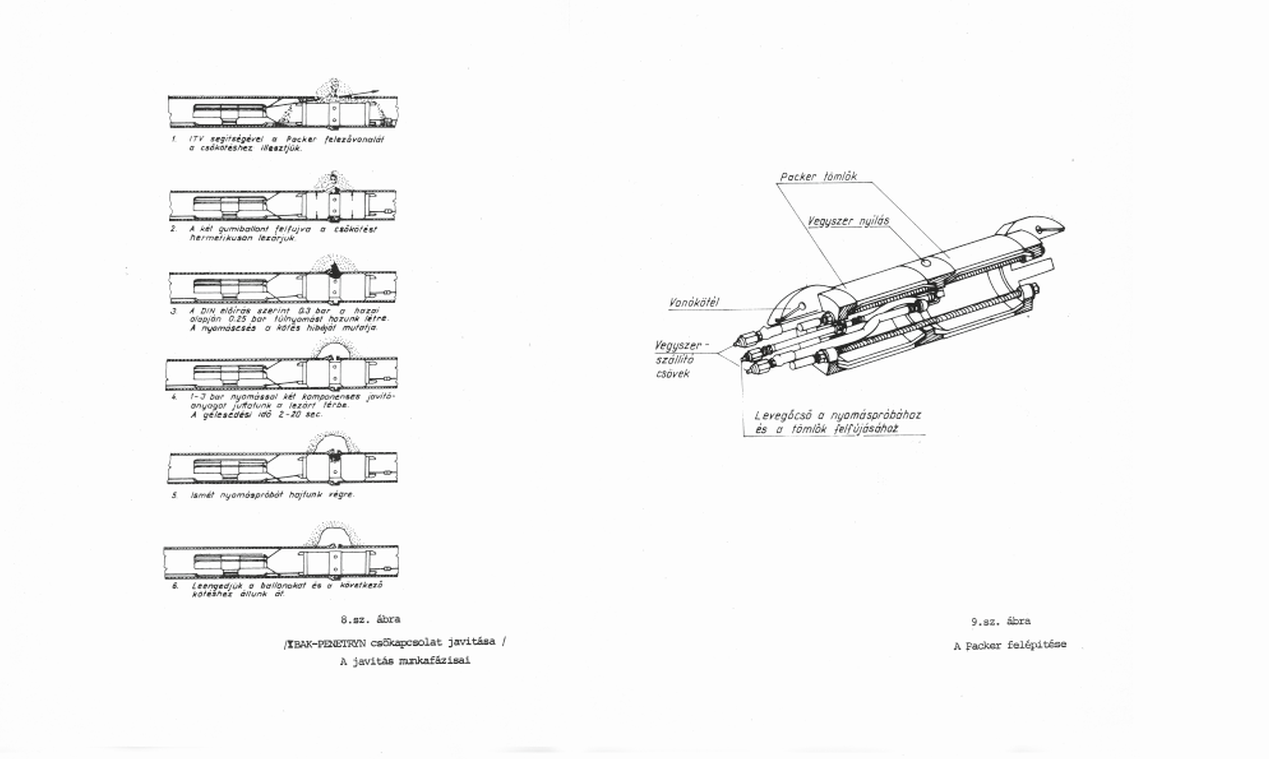 1. ITV segitségével a Packer felezővonalát
a csőkötéshez illesztjük.
2. A két gumiballont felfujva a csőkötést
hermetikusan lezárjuk.
3. A DIN előírás szerint 0.3 bar a hazai
alapján 0.25 bar túlnyomást hozunk létre.
A nyomásesés a kötés hibáját mutatja.
4. 1-3 bar nyomással két komponenses javító-
anyagot juttatunk a lezárt térbe.
A gélesedési idő 2-20 sec.
5. Ismét nyomáspróbát hajtunk végre.
6. Leengedjük a ballonokat és a következő
kötéshez állunk át.
8.sz. ábra
/IBAK-PENETRYN csőkapcsolat javítása /
A javítás munkafázisai
Packer tömlők
Vegyszer nyílás
Vonókötél
Vegyszer-
szállító
csövek
Levegőcső a nyomáspróbához
és a tömlők felfújásához
9.sz. ábra
A Packer felépítése